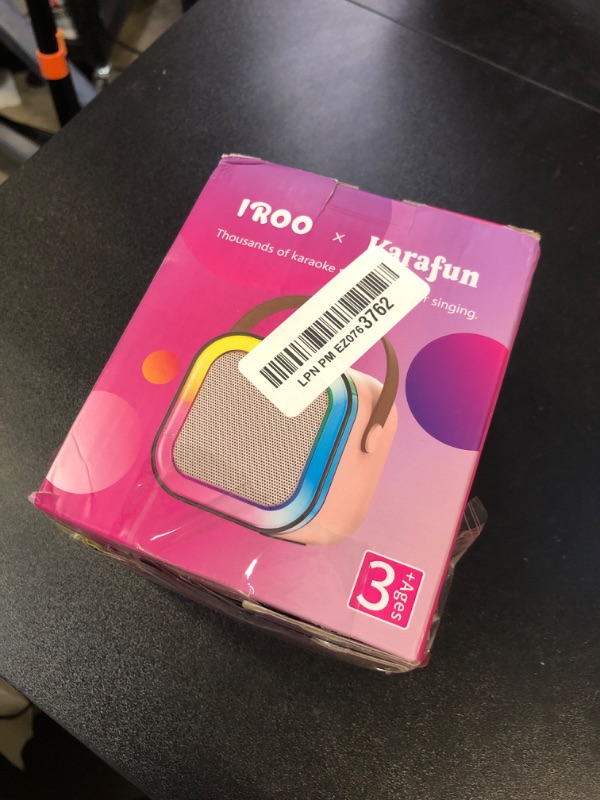 IROO × Karafun
Thousands of karaoke singing.
LPN PM EZ0763762
3
+Ages